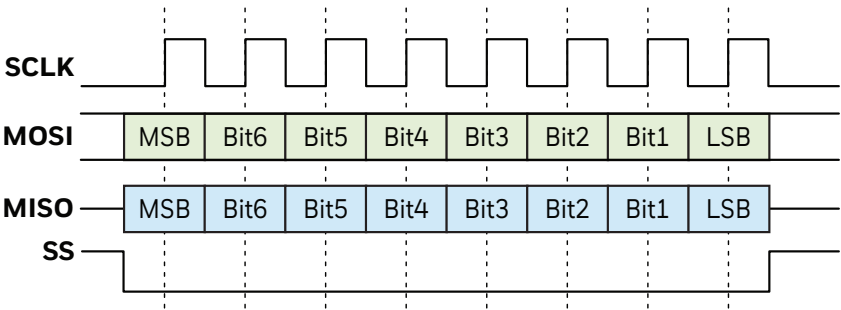 SCLK
MOSI MSB Bit6 Bit5 Bit4 Bit3 Bit2 Bit1 LSB
MISO MSB Bit6 Bit5 Bit4 Bit3 Bit2 Bit1 LSB
SS